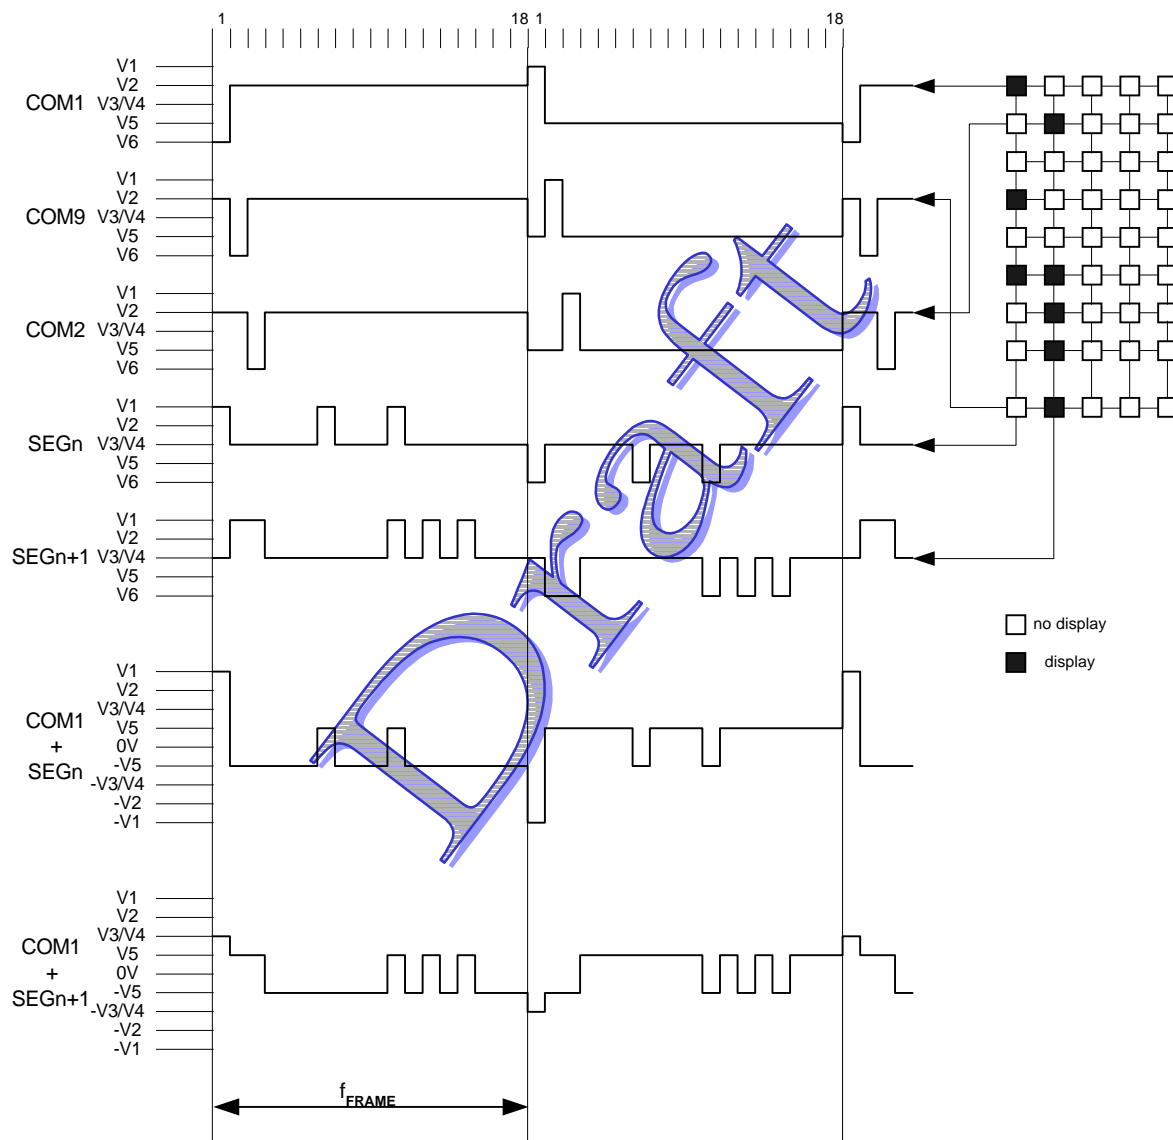 1 18 1 18
V1
V2
COM1 V3/V4
V5
V6
V1
V2
COM9 V3/V4
V5
V6
V1
V2
COM2 V3/V4
V5
V6
V1
V2
SEGn V3/V4
V5
V6
V1
V2
SEGn+1 V3/V4
V5
V6
no display
display
V1
V2
V3/V4
COM1 V5
+ 0V
SEGn -V5
-V3/V4
-V2
-V1
V1
V2
V3/V4
COM1 V5
+ 0V
SEGn+1 -V5
-V3/V4
-V2
-V1
fFRAME
Draft